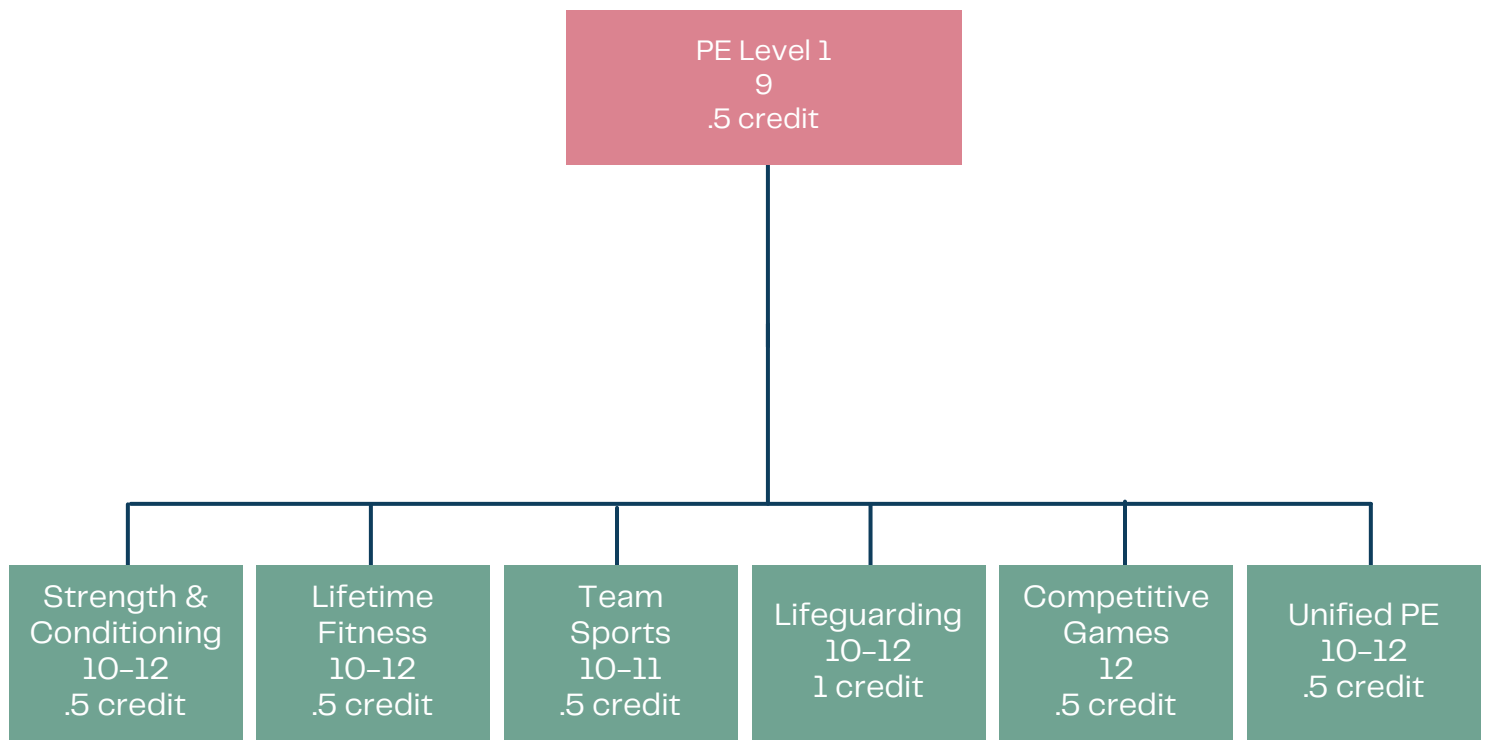 PE Level 1
9
.5 credit
Strength &
Conditioning
10-12
.5 credit
Lifetime
Fitness
10-12
.5 credit
Team
Sports
10-11
.5 credit
Lifeguarding
10-12
1 credit
Competitive
Games
12
.5 credit
Unified PE
10-12
.5 credit